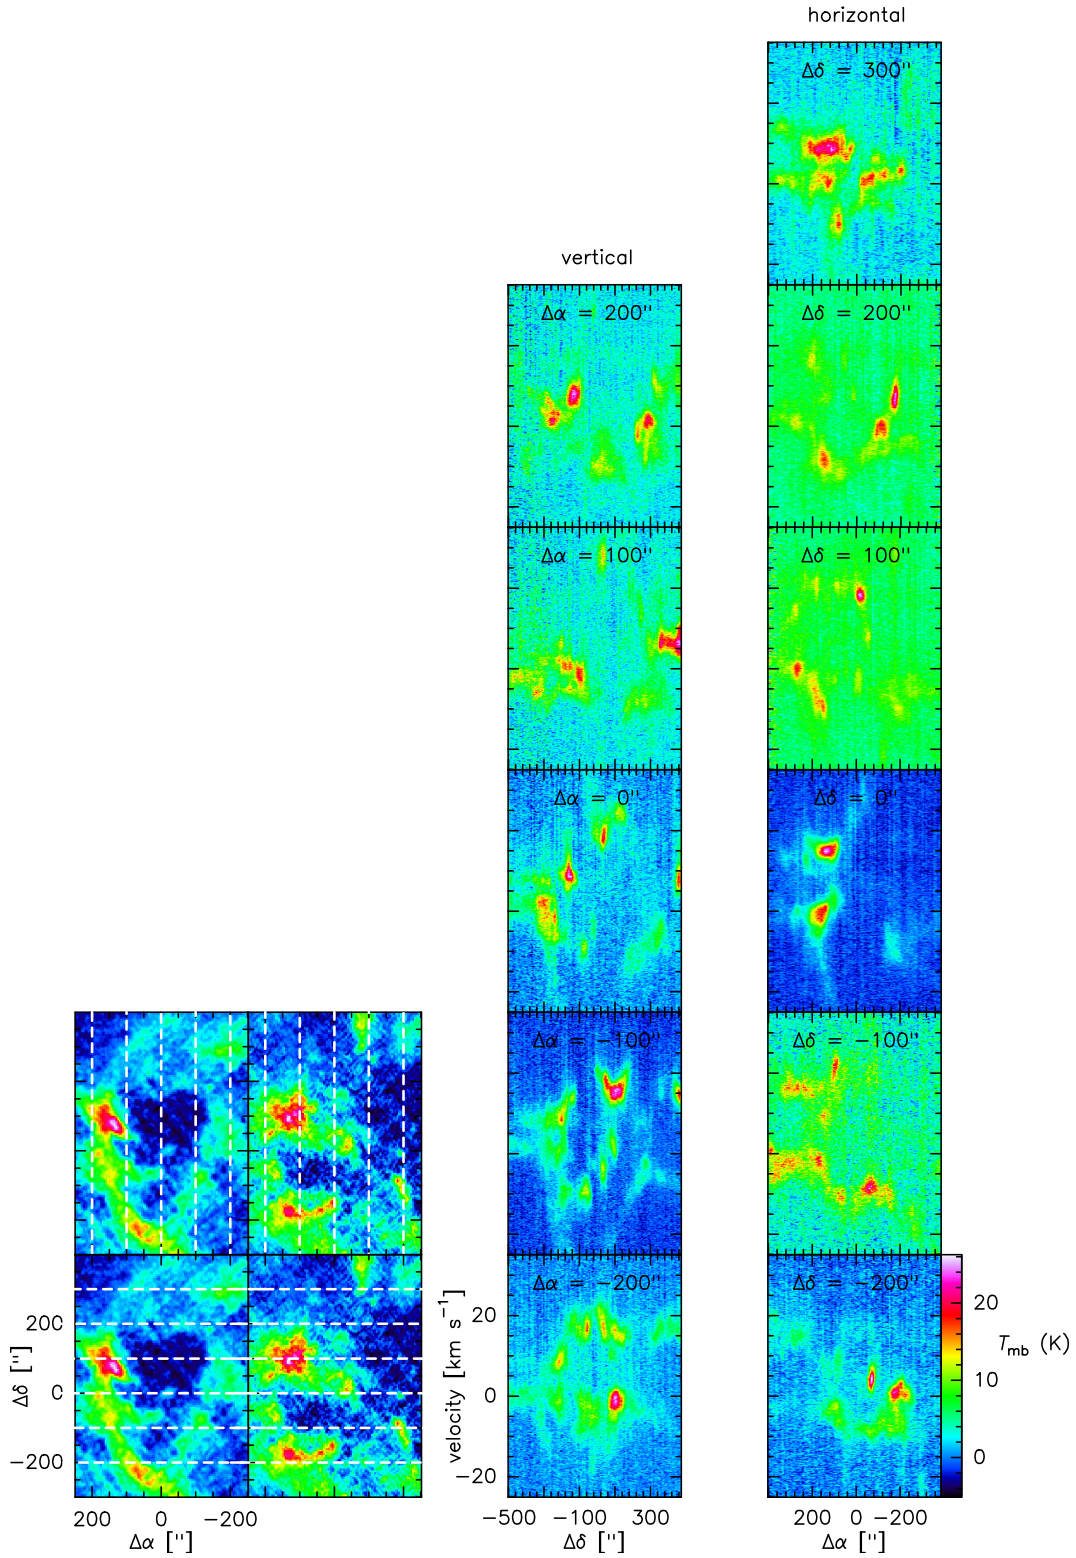 horizontal
Δδ = 300"
vertical
Δα = 200"
Δδ = 200"
Δα = 100"
Δδ = 100"
Δα = 0"
Δδ = 0"
Δα = −100"
Δδ = −100"
Δα = −200"
Δδ = −200"
200
0
−200
Δδ ["]
200 0 −200
Δα ["]
20
0
−20
velocity [km s⁻¹]
−500 −100 300
Δδ ["]
200 0 −200
Δα ["]
20
10
0
Tmb (K)